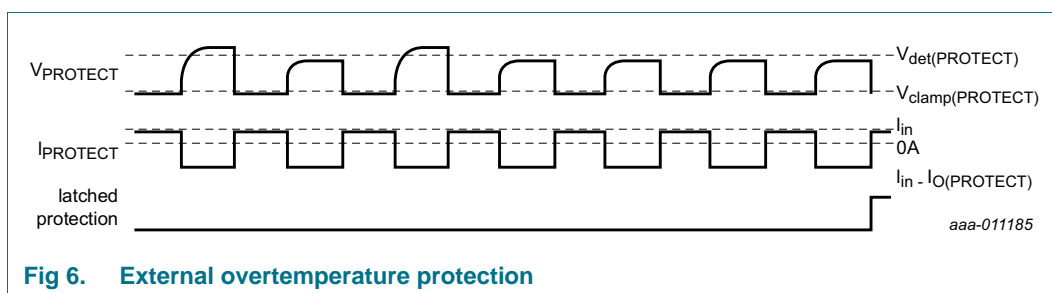 VPROTECT
Vdet(PROTECT)
Vclamp(PROTECT)
IPROTECT
Iin
0A
Iin - IO(PROTECT)
latched
protection
aaa-011185
Fig 6. External overtemperature protection